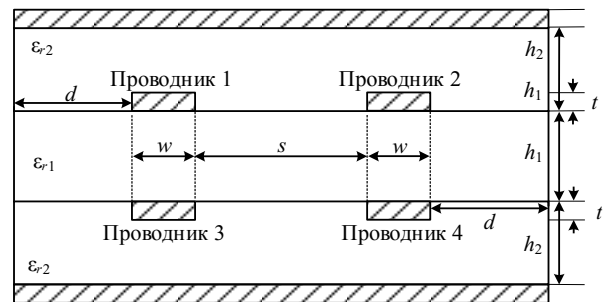 εr2
h2
Проводник 1
Проводник 2
h1
t
d
w
s
w
εr1
h1
t
Проводник 3
Проводник 4
d
h2
εr2